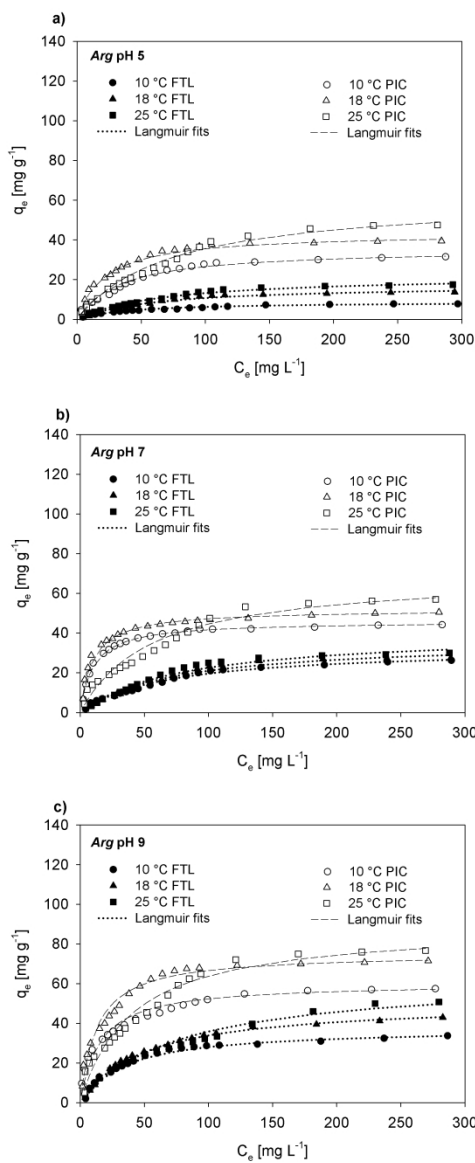 a)
Arg pH 5
10 °C FTL
18 °C FTL
25 °C FTL
Langmuir fits
10 °C PIC
18 °C PIC
25 °C PIC
Langmuir fits
qe [mg g-1]
140
120
100
80
60
40
20
0
0 50 100 150 200 250 300
Ce [mg L-1]
b)
Arg pH 7
10 °C FTL
18 °C FTL
25 °C FTL
Langmuir fits
10 °C PIC
18 °C PIC
25 °C PIC
Langmuir fits
qe [mg g-1]
140
120
100
80
60
40
20
0
0 50 100 150 200 250 300
Ce [mg L-1]
c)
Arg pH 9
10 °C FTL
18 °C FTL
25 °C FTL
Langmuir fits
10 °C PIC
18 °C PIC
25 °C PIC
Langmuir fits
qe [mg g-1]
140
120
100
80
60
40
20
0
0 50 100 150 200 250 300
Ce [mg L-1]